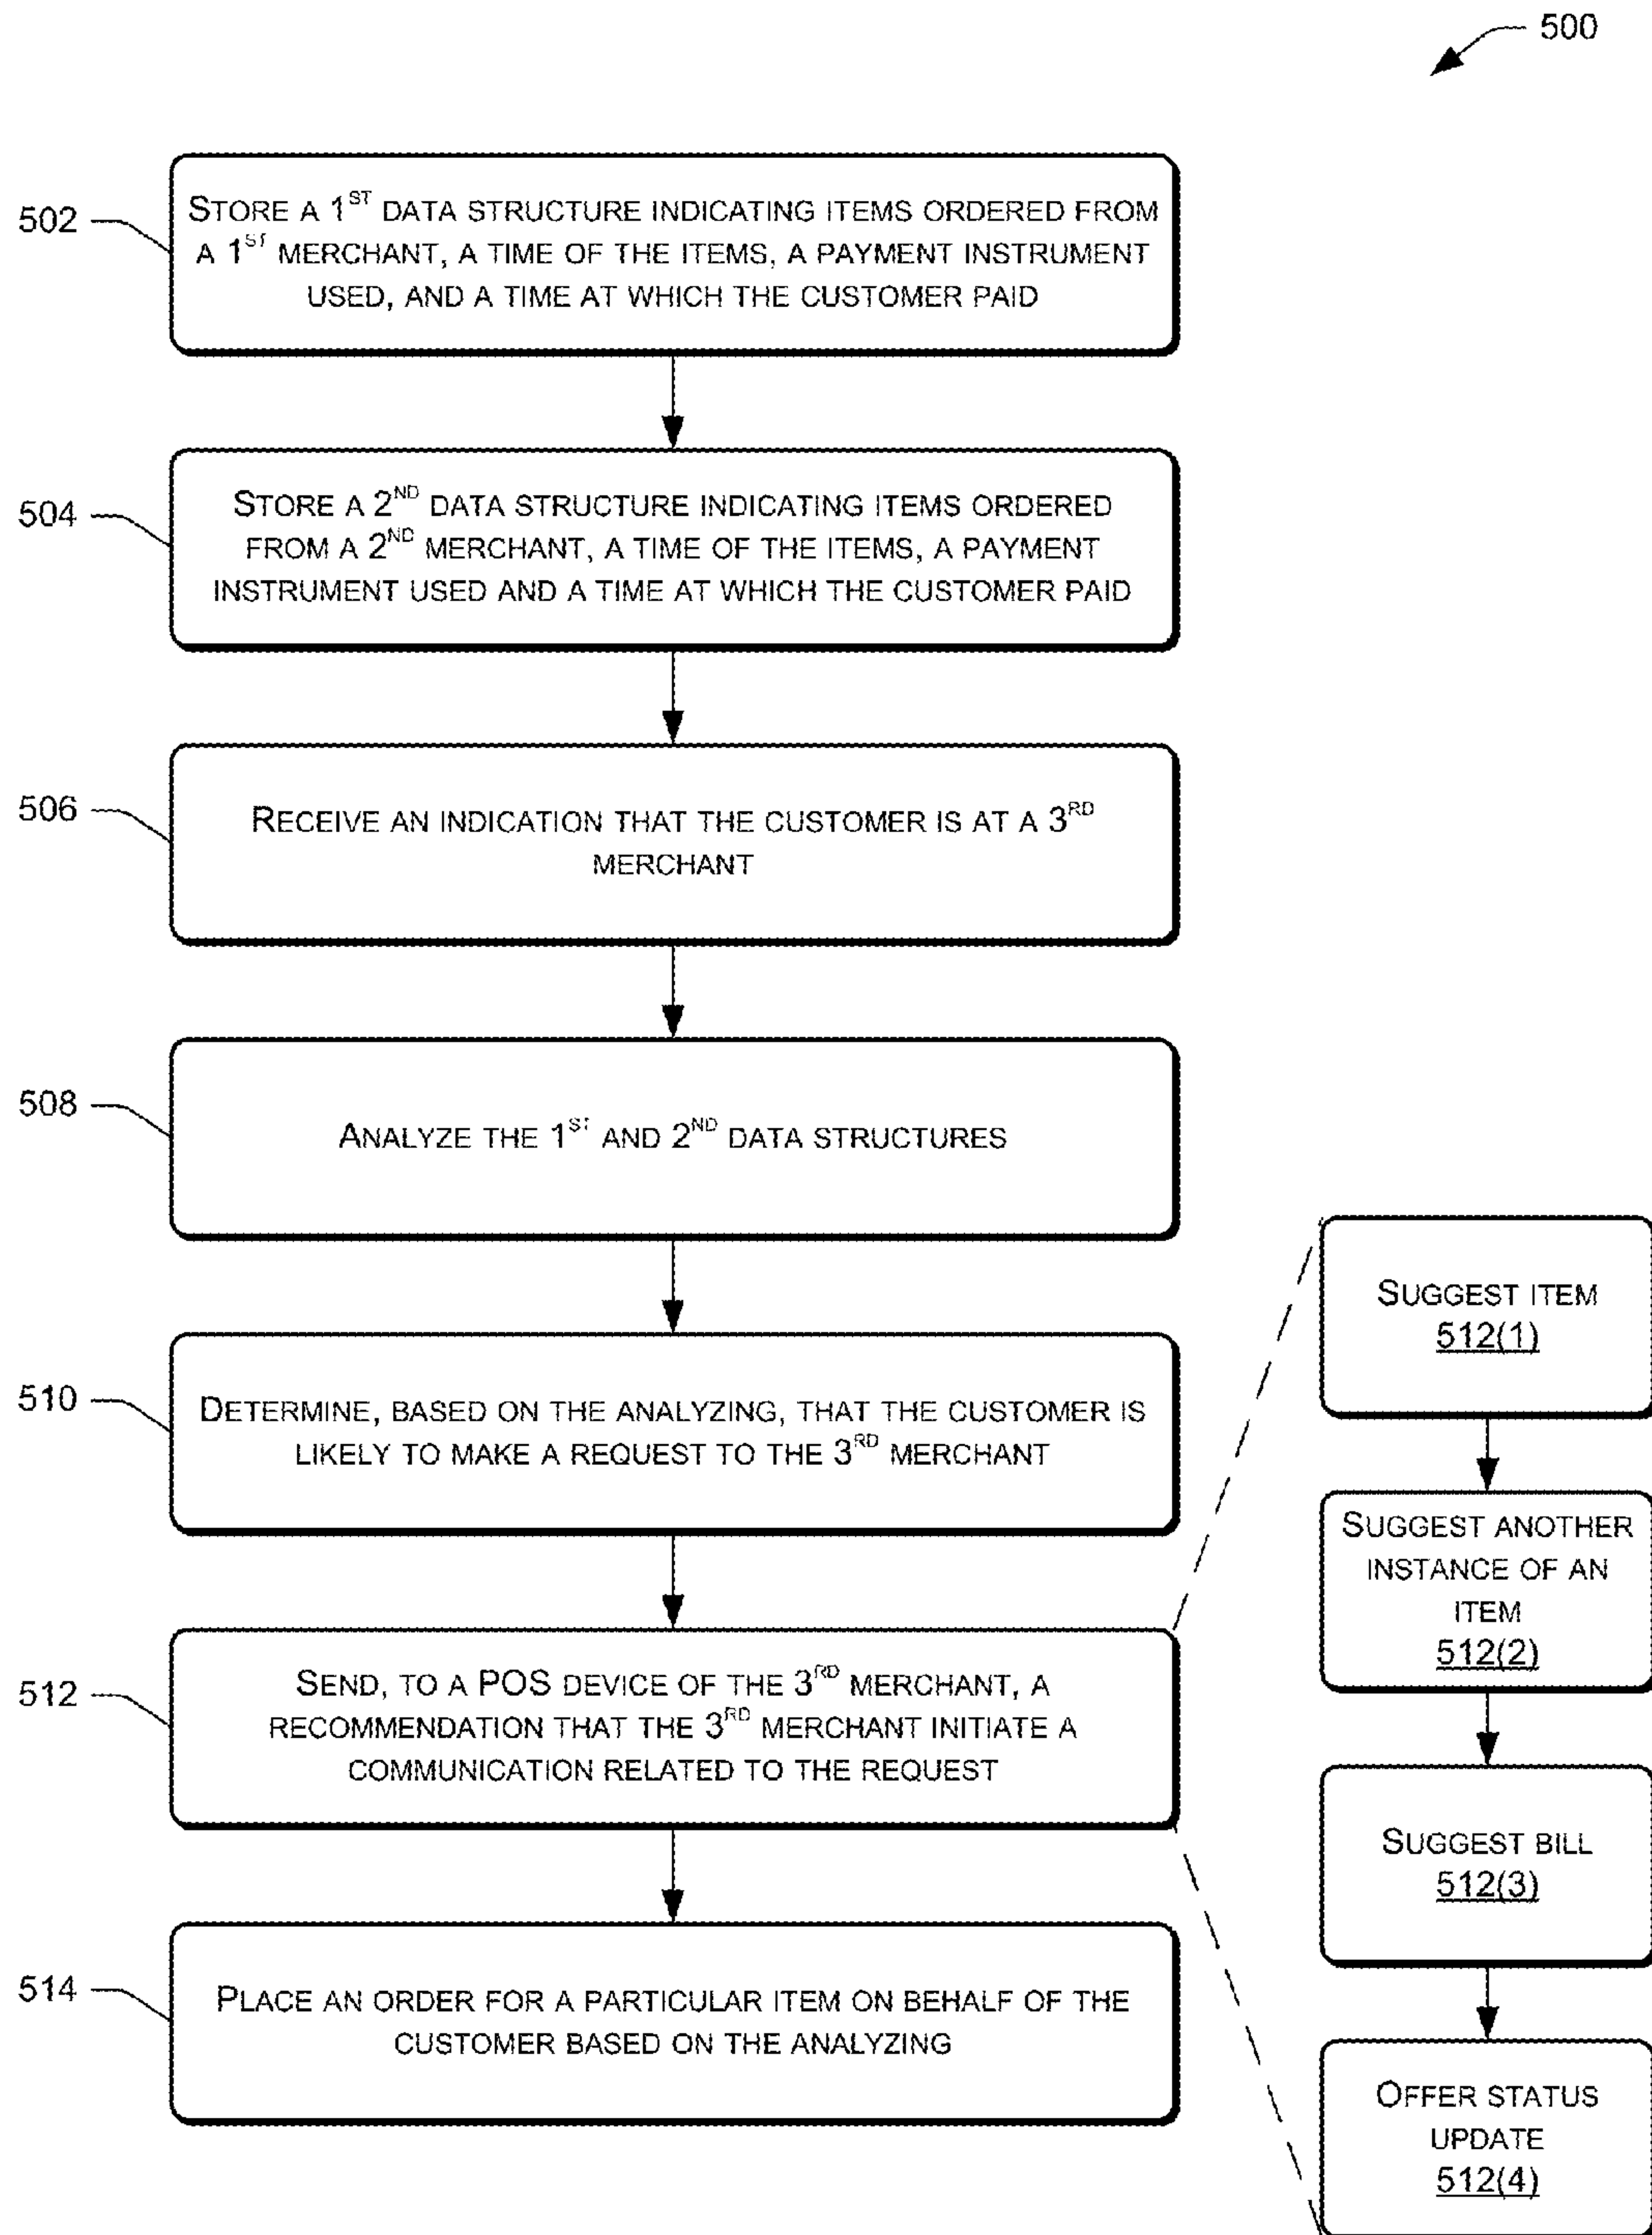 500
502
STORE A 1ST DATA STRUCTURE INDICATING ITEMS ORDERED FROM
A 1ST MERCHANT, A TIME OF THE ITEMS, A PAYMENT INSTRUMENT
USED, AND A TIME AT WHICH THE CUSTOMER PAID
504
STORE A 2ND DATA STRUCTURE INDICATING ITEMS ORDERED
FROM A 2ND MERCHANT, A TIME OF THE ITEMS, A PAYMENT
INSTRUMENT USED AND A TIME AT WHICH THE CUSTOMER PAID
506
RECEIVE AN INDICATION THAT THE CUSTOMER IS AT A 3RD
MERCHANT
508
ANALYZE THE 1ST AND 2ND DATA STRUCTURES
510
DETERMINE, BASED ON THE ANALYZING, THAT THE CUSTOMER IS
LIKELY TO MAKE A REQUEST TO THE 3RD MERCHANT
512
SEND, TO A POS DEVICE OF THE 3RD MERCHANT, A
RECOMMENDATION THAT THE 3RD MERCHANT INITIATE A
COMMUNICATION RELATED TO THE REQUEST
514
PLACE AN ORDER FOR A PARTICULAR ITEM ON BEHALF OF THE
CUSTOMER BASED ON THE ANALYZING
SUGGEST ITEM
512(1)
SUGGEST ANOTHER
INSTANCE OF AN
ITEM
512(2)
SUGGEST BILL
512(3)
OFFER STATUS
UPDATE
512(4)